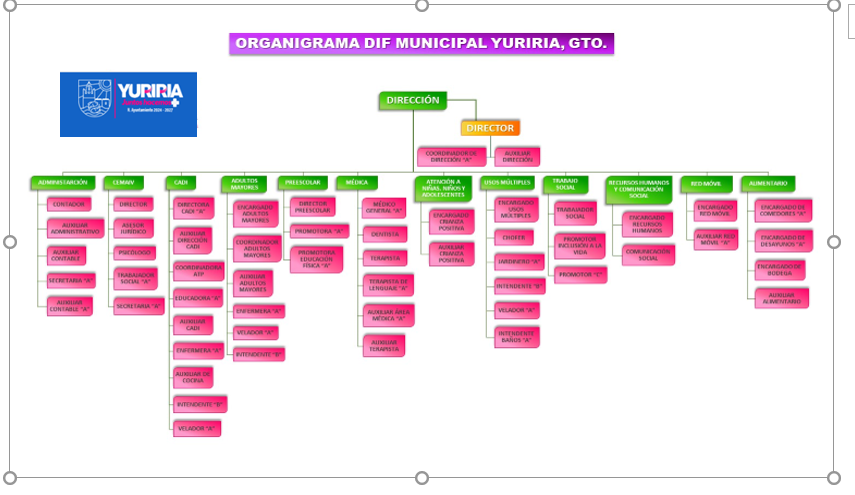 ORGANIGRAMA DIF MUNICIPAL YURIRIA, GTO.
YURIRIA
H. Ayuntamiento 2024 - 2027
DIRECCIÓN
DIRECTOR
COORDINADOR DE
DIRECCIÓN "A"
AUXILIAR
DIRECCIÓN
ADMINISTARCIÓN
CONTADOR
AUXILIAR
ADMINISTRATIVO
AUXILIAR
CONTABLE
SECRETARIA "A"
AUXILIAR
CONTABLE "A"
CEMAIV
DIRECTOR
ASESOR
JURÍDICO
PSICÓLOGO
TRABAJADOR
SOCIAL "A"
SECRETARIA "A"
CADI
DIRECTORA
CADI "A"
AUXILIAR
DIRECCIÓN
CADI
COORDINADORA
ATP
EDUCADORA "A"
AUXILIAR
CADI
ENFERMERA "A"
AUXILIAR DE
COCINA
INTENDENTE "B"
VELADOR "A"
ADULTOS
MAYORES
ENCARGADO
ADULTOS
MAYORES
COORDINADOR
ADULTOS
MAYORES
AUXILIAR
ADULTOS
MAYORES
ENFERMERA "A"
VELADOR "A"
INTENDENTE "B"
PREESCOLAR
DIRECTOR
PREESCOLAR
PROMOTORA "A"
PROMOTORA
EDUCACIÓN
FÍSICA "A"
MÉDICA
MÉDICO
GENERAL "A"
DENTISTA
TERAPISTA
TERAPISTA DE
LENGUAJE "A"
AUXILIAR ÁREA
MÉDICA "A"
AUXILIAR
TERAPISTA
ATENCIÓN A
NIÑAS, NIÑOS Y
ADOLESCENTES
ENCARGADO
CRIANZA
POSITIVA
AUXILIAR
CRIANZA
POSITIVA
USOS MÚLTIPLES
ENCARGADO
USOS
MÚLTIPLES
CHOFER
JARDINERO "A"
INTENDENTE "B"
VELADOR "A"
INTENDENTE
BAÑOS "A"
TRABAJO
SOCIAL
TRABAJADOR
SOCIAL
PROMOTOR
INCLUSIÓN A LA
VIDA
PROMOTOR "C"
RECURSOS HUMANOS
Y COMUNICACIÓN
SOCIAL
ENCARGADO
RECURSOS
HUMANOS
COMUNICACIÓN
SOCIAL
RED MÓVIL
ENCARGADO
RED MÓVIL
AUXILIAR RED
MÓVIL "A"
ALIMENTARIO
ENCARGADO DE
COMEDORES "A"
ENCARGADO DE
DESAYUNOS "A"
ENCARGADO DE
BODEGA
AUXILIAR
ALIMENTARIO